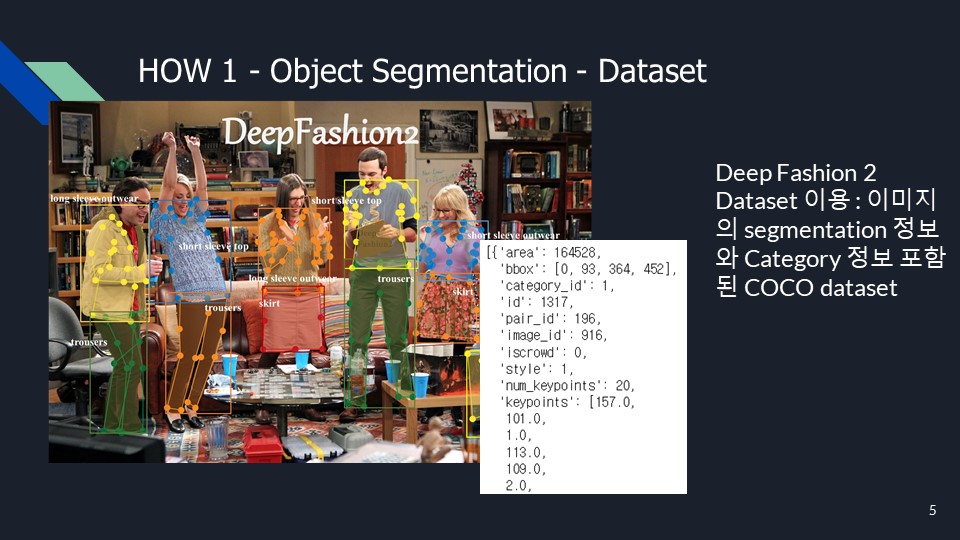 HOW 1 - Object Segmentation - Dataset
DeepFashion2
long sleeve outwear
short sleeve top
short sleeve top
short sleeve outwear
long sleeve outwear
trousers
skirt
skirt
trousers
trousers
[{'area': 164528,
'bbox': [0, 93, 364, 452],
'category_id': 1,
'id': 1317,
'pair_id': 196,
'image_id': 916,
'iscrowd': 0,
'style': 1,
'num_keypoints': 20,
'keypoints': [157.0,
101.0,
1.0,
113.0,
109.0,
2.0,
Deep Fashion 2
Dataset 이용 : 이미지
의 segmentation 정보
와 Category 정보 포함
된 COCO dataset
5